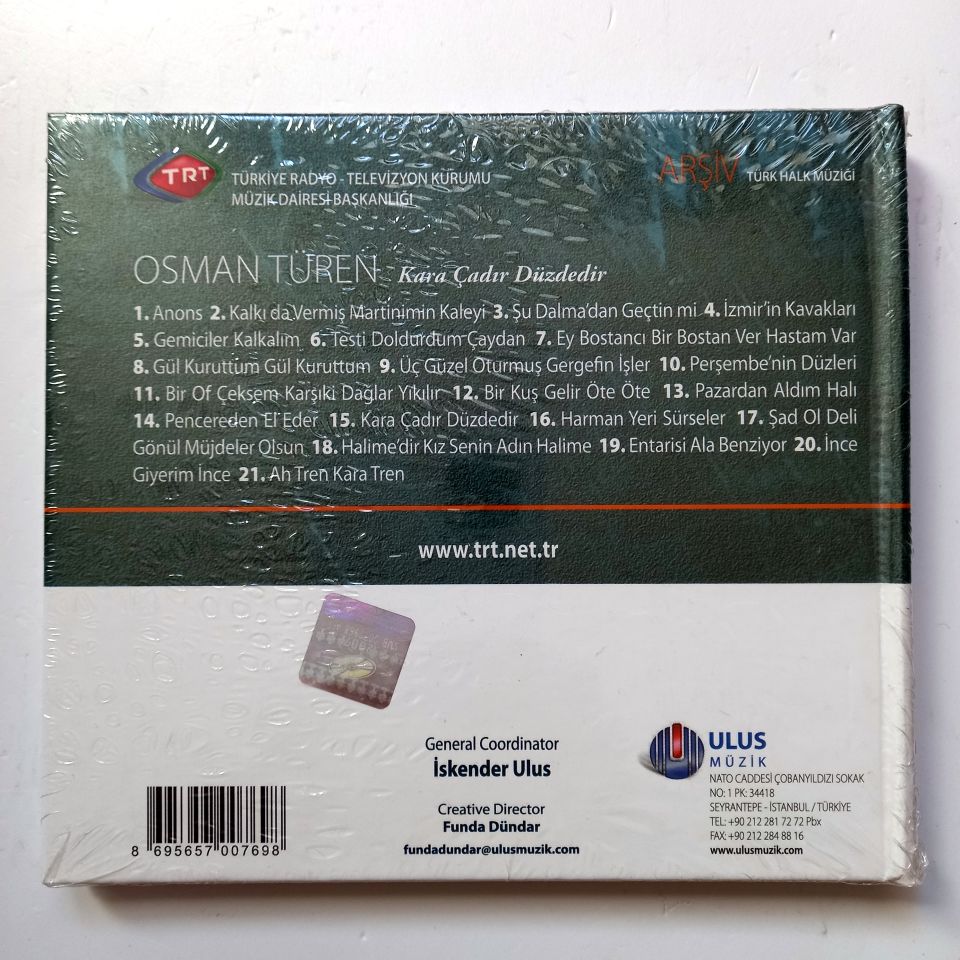 TRT
TÜRKİYE RADYO - TELEVİZYON KURUMU
MÜZİK DAİRESİ BAŞKANLIĞI
ARŞİV TÜRK HALK MÜZİĞİ
OSMAN TÜREN Kara Çadır Düzdedir
1. Anons 2. Kalkı da Vermiş Martinimin Kaleyi 3. Şu Dalma'dan Geçtin mi 4. İzmir'in Kavakları
5. Gemiciler Kalkalım 6. Testi Doldurdum Çaydan 7. Ey Bostancı Bir Bostan Ver Hastam Var
8. Gül Kuruttum Gül Kuruttum 9. Üç Güzel Oturmuş Gergefin İşler 10. Perşembe'nin Düzleri
11. Bir Of Çeksem Karşıki Dağlar Yıkılır 12. Bir Kuş Gelir Öte Öte 13. Pazardan Aldım Halı
14. Pencereden El Eder 15. Kara Çadır Düzdedir 16. Harman Yeri Sürseler 17. Şad Ol Deli
Gönül Müjdeler Olsun 18. Halime'dir Kız Senin Adın Halime 19. Entarisi Ala Benziyor 20. İnce
Giyerim İnce 21. Ah Tren Kara Tren
www.trt.net.tr
General Coordinator
İskender Ulus
Creative Director
Funda Dündar
fundadundar@ulusmuzik.com
ULUS
MÜZİK
NATO CADDESİ ÇOBANYILDIZI SOKAK
NO: 1 PK: 34418
SEYRANTEPE - İSTANBUL / TÜRKİYE
TEL: +90 212 281 72 72 Pbx
FAX: +90 212 284 88 16
www.ulusmuzik.com
8 695657 007698